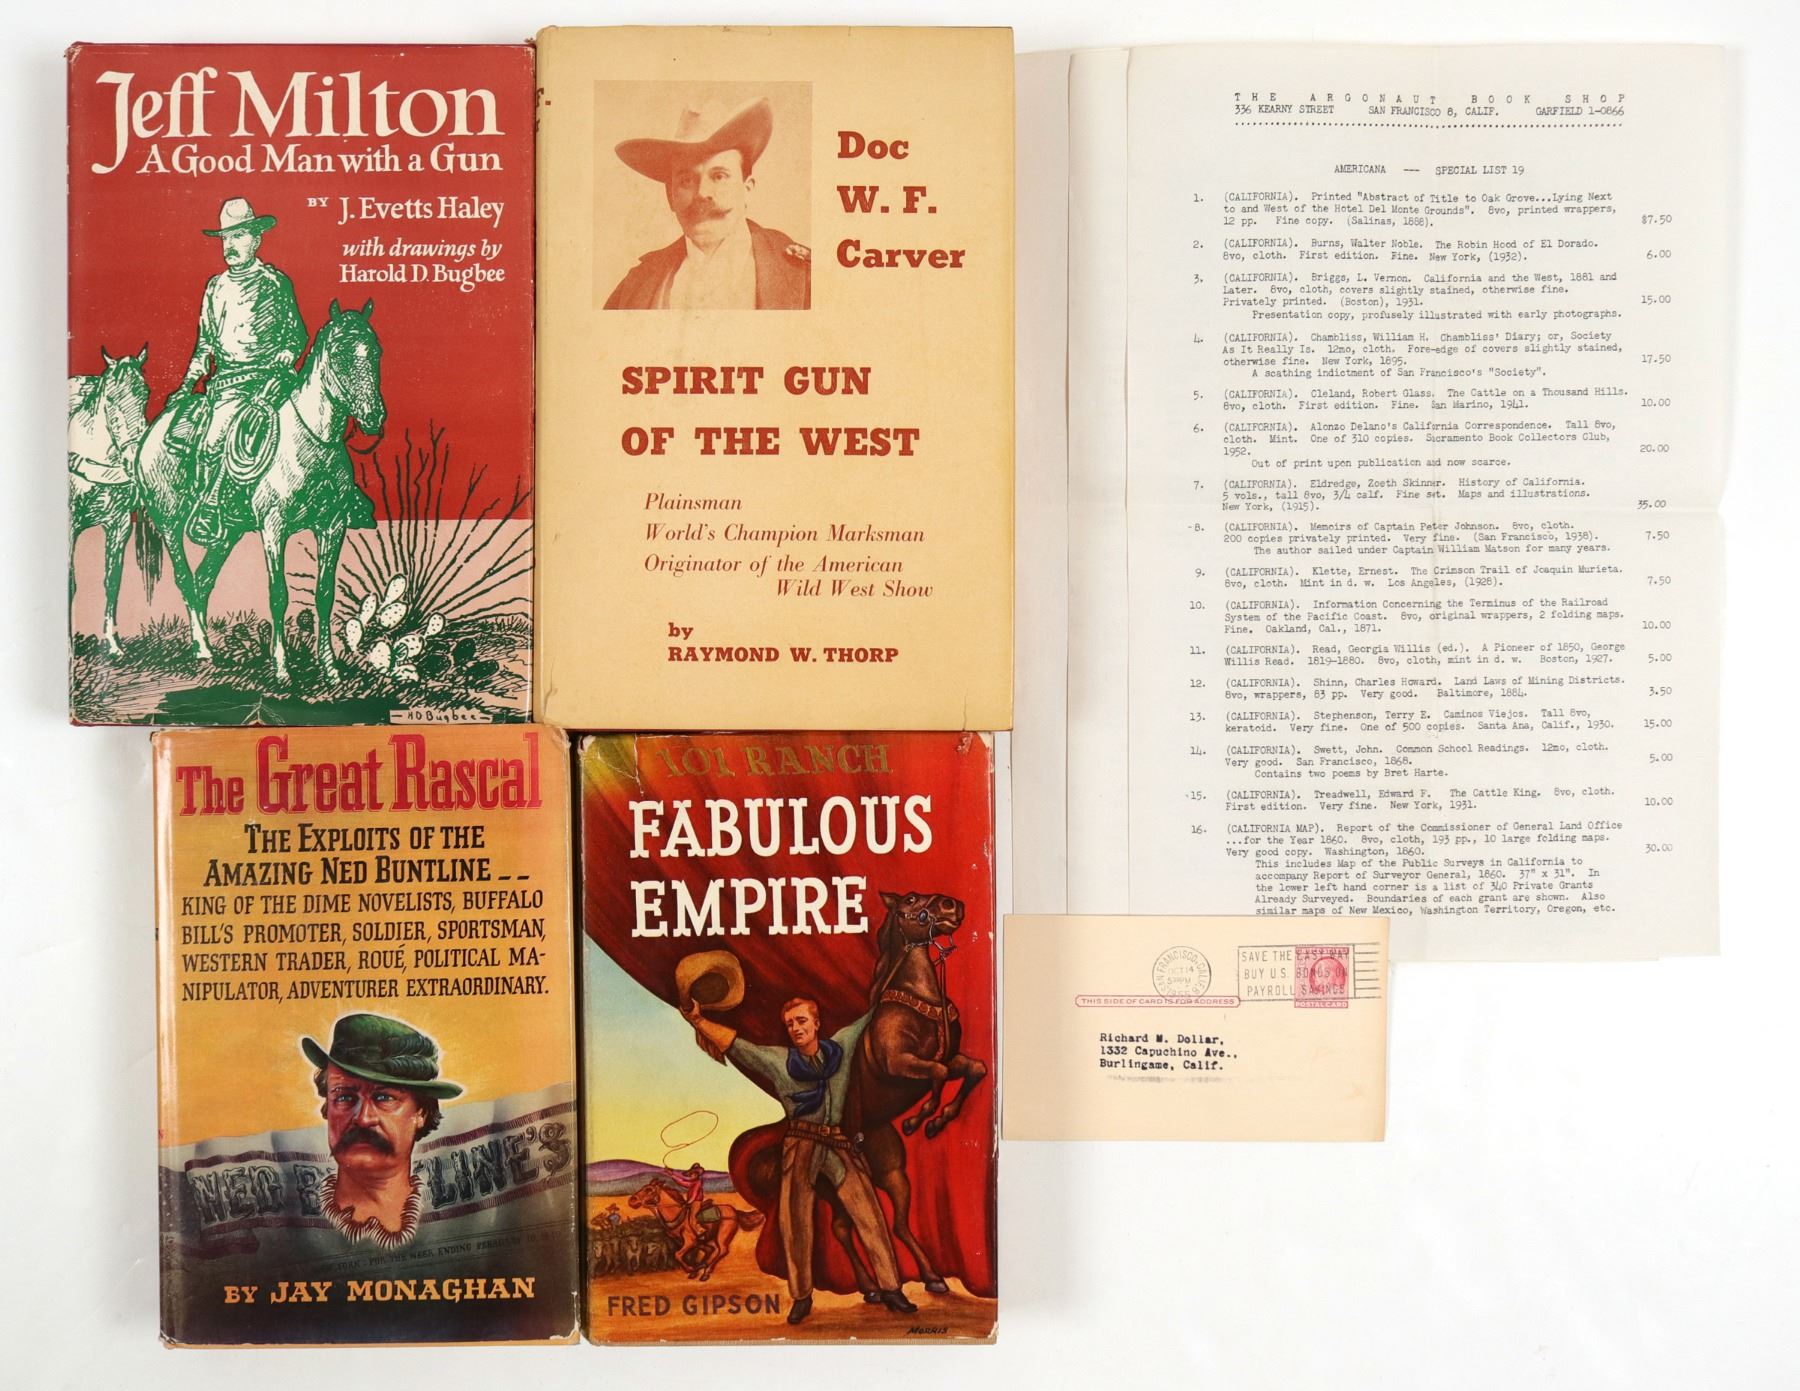 Jeff Milton
A Good Man with a Gun
BY J. Evetts Haley
with drawings by
Harold D. Bugbee
—HD Bugbee—
Doc
W. F.
Carver
SPIRIT GUN
OF THE WEST
Plainsman
World's Champion Marksman
Originator of the American
Wild West Show
by
RAYMOND W. THORP
The Great Rascal
THE EXPLOITS OF THE
AMAZING NED BUNTLINE --
KING OF THE DIME NOVELISTS, BUFFALO
BILL'S PROMOTER, SOLDIER, SPORTSMAN,
WESTERN TRADER, ROUÉ, POLITICAL MA-
NIPULATOR, ADVENTURER EXTRAORDINARY.
NED B LINE'S
YORK: FOR THE WEEK ENDING FEBRUARY 10,
BY JAY MONAGHAN
101 RANCH
FABULOUS
EMPIRE
FRED GIPSON
MORRIS
THE ARGONAUT BOOK SHOP
336 KEARNY STREET SAN FRANCISCO 8, CALIF. GARFIELD 1-0866
AMERICANA --- SPECIAL LIST 19
1. (CALIFORNIA). Printed "Abstract of Title to Oak Grove...Lying Next
to and West of the Hotel Del Monte Grounds". 8vo, printed wrappers,
12 pp. Fine copy. (Salinas, 1888). $7.50
2. (CALIFORNIA). Burns, Walter Noble. The Robin Hood of El Dorado.
8vo, cloth. First edition. Fine. New York, (1932). 6.00
3. (CALIFORNIA). Briggs, L. Vernon. California and the West, 1881 and
Later. 8vo, cloth, covers slightly stained, otherwise fine.
Privately printed. (Boston), 1931. 15.00
Presentation copy, profusely illustrated with early photographs.
4. (CALIFORNIA). Chambliss, William H. Chambliss' Diary; or, Society
As It Really Is. 12mo, cloth. Fore-edge of covers slightly stained,
otherwise fine. New York, 1895. 17.50
A scathing indictment of San Francisco's "Society".
5. (CALIFORNIA). Cleland, Robert Glass. The Cattle on a Thousand Hills.
8vo, cloth. First edition. Fine. San Marino, 1941. 10.00
6. (CALIFORNIA). Alonzo Delano's California Correspondence. Tall 8vo,
cloth. Mint. One of 310 copies. Sacramento Book Collectors Club,
1952. 20.00
Out of print upon publication and now scarce.
7. (CALIFORNIA). Eldredge, Zoeth Skinner. History of California.
5 vols., tall 8vo, 3/4 calf. Fine set. Maps and illustrations.
New York, (1915). 35.00
-8. (CALIFORNIA). Memoirs of Captain Peter Johnson. 8vo, cloth.
200 copies privately printed. Very fine. (San Francisco, 1938). 7.50
The author sailed under Captain William Matson for many years.
9. (CALIFORNIA). Klette, Ernest. The Crimson Trail of Joaquin Murieta.
8vo, cloth. Mint in d. w. Los Angeles, (1928). 7.50
10. (CALIFORNIA). Information Concerning the Terminus of the Railroad
System of the Pacific Coast. 8vo, original wrappers, 2 folding maps.
Fine. Oakland, Cal., 1871. 10.00
11. (CALIFORNIA). Read, Georgia Willis (ed.). A Pioneer of 1850, George
Willis Read. 1819-1880. 8vo, cloth, mint in d. w. Boston, 1927. 5.00
12. (CALIFORNIA). Shinn, Charles Howard. Land Laws of Mining Districts.
8vo, wrappers, 83 pp. Very good. Baltimore, 1884. 3.50
13. (CALIFORNIA). Stephenson, Terry E. Caminos Viejos. Tall 8vo,
keratoid. Very fine. One of 500 copies. Santa Ana, Calif., 1930. 15.00
14. (CALIFORNIA). Swett, John. Common School Readings. 12mo, cloth.
Very good. San Francisco, 1868. 5.00
Contains two poems by Bret Harte.
15. (CALIFORNIA). Treadwell, Edward F. The Cattle King. 8vo, cloth.
First edition. Very fine. New York, 1931. 10.00
16. (CALIFORNIA MAP). Report of the Commissioner of General Land Office
...for the Year 1860. 8vo, cloth, 193 pp., 10 large folding maps.
Very good copy. Washington, 1860. 30.00
This includes Map of the Public Surveys in California to
accompany Report of Surveyor General, 1860. 37" x 31". In
the lower left hand corner is a list of 340 Private Grants
Already Surveyed. Boundaries of each grant are shown. Also
similar maps of New Mexico, Washington Territory, Oregon, etc.
SAN FRANCISCO, CALIF.
OCT 14
SAVE THE EASY WAY
BUY U.S. BONDS ON
PAYROLL SAVINGS
POSTAL CARD
THIS SIDE OF CARD IS FOR ADDRESS
Richard M. Dollar,
1332 Capuchino Ave.,
Burlingame, Calif.